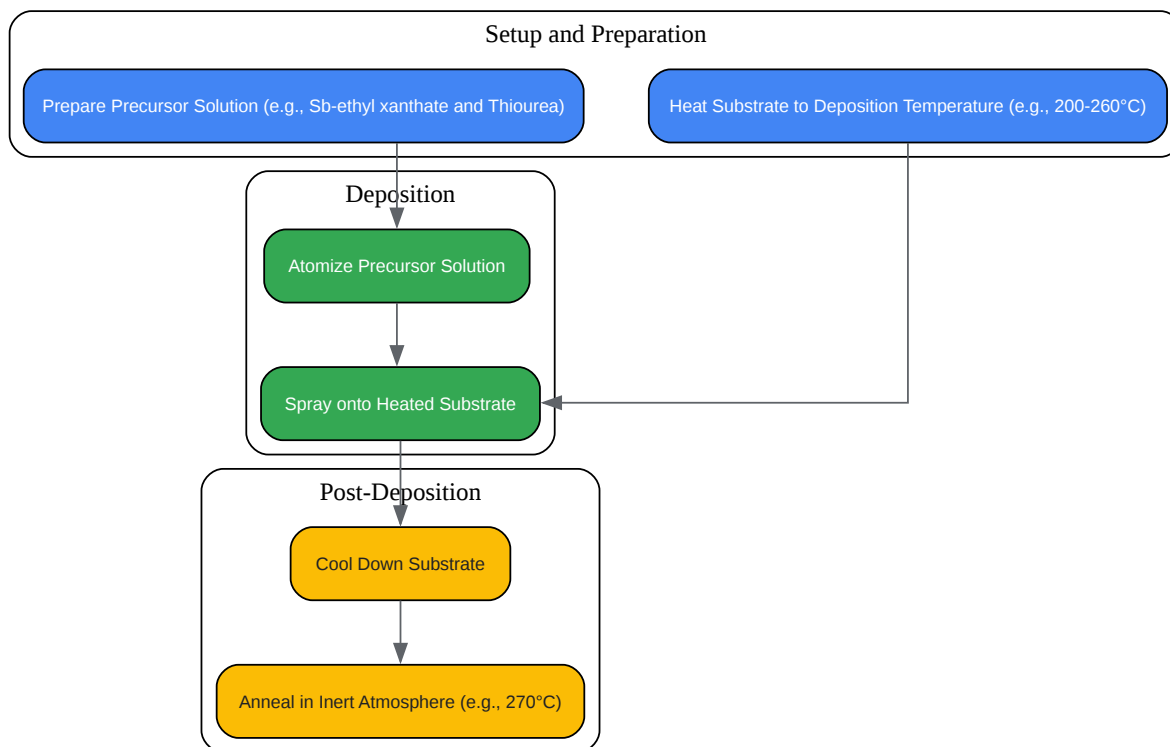 Setup and Preparation
Prepare Precursor Solution (e.g., Sb-ethyl xanthate and Thiourea)
Heat Substrate to Deposition Temperature (e.g., 200-260°C)
Deposition
Atomize Precursor Solution
Spray onto Heated Substrate
Post-Deposition
Cool Down Substrate
Anneal in Inert Atmosphere (e.g., 270°C)